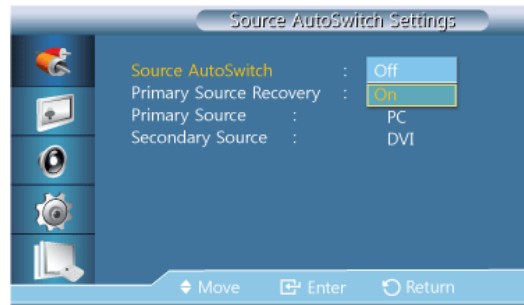 Source AutoSwitch Settings
Source AutoSwitch : Off
Primary Source Recovery : On
Primary Source : PC
Secondary Source : DVI
Move Enter Return